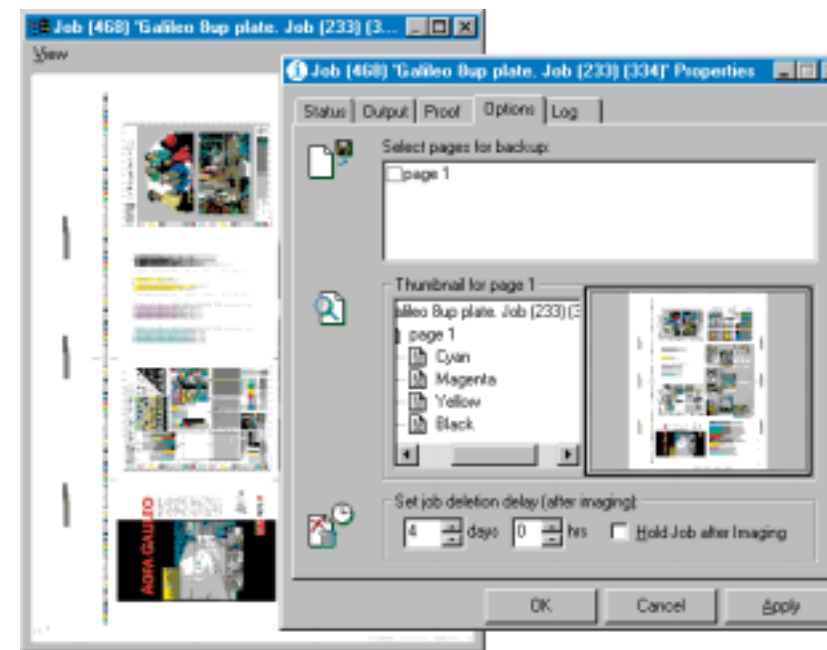 Job (468) "Galileo 8up plate. Job (233) (3...
View
AGFA GALILEO
Job (468) "Galileo 8up plate. Job (233) (334)" Properties
Status
Output
Proof
Options
Log
Select pages for backup:
page 1
Thumbnail for page 1
alileo 8up plate. Job (233) (3
page 1
Cyan
Magenta
Yellow
Black
Set job deletion delay (after imaging):
4 days 0 hrs Hold Job after Imaging
OK Cancel Apply